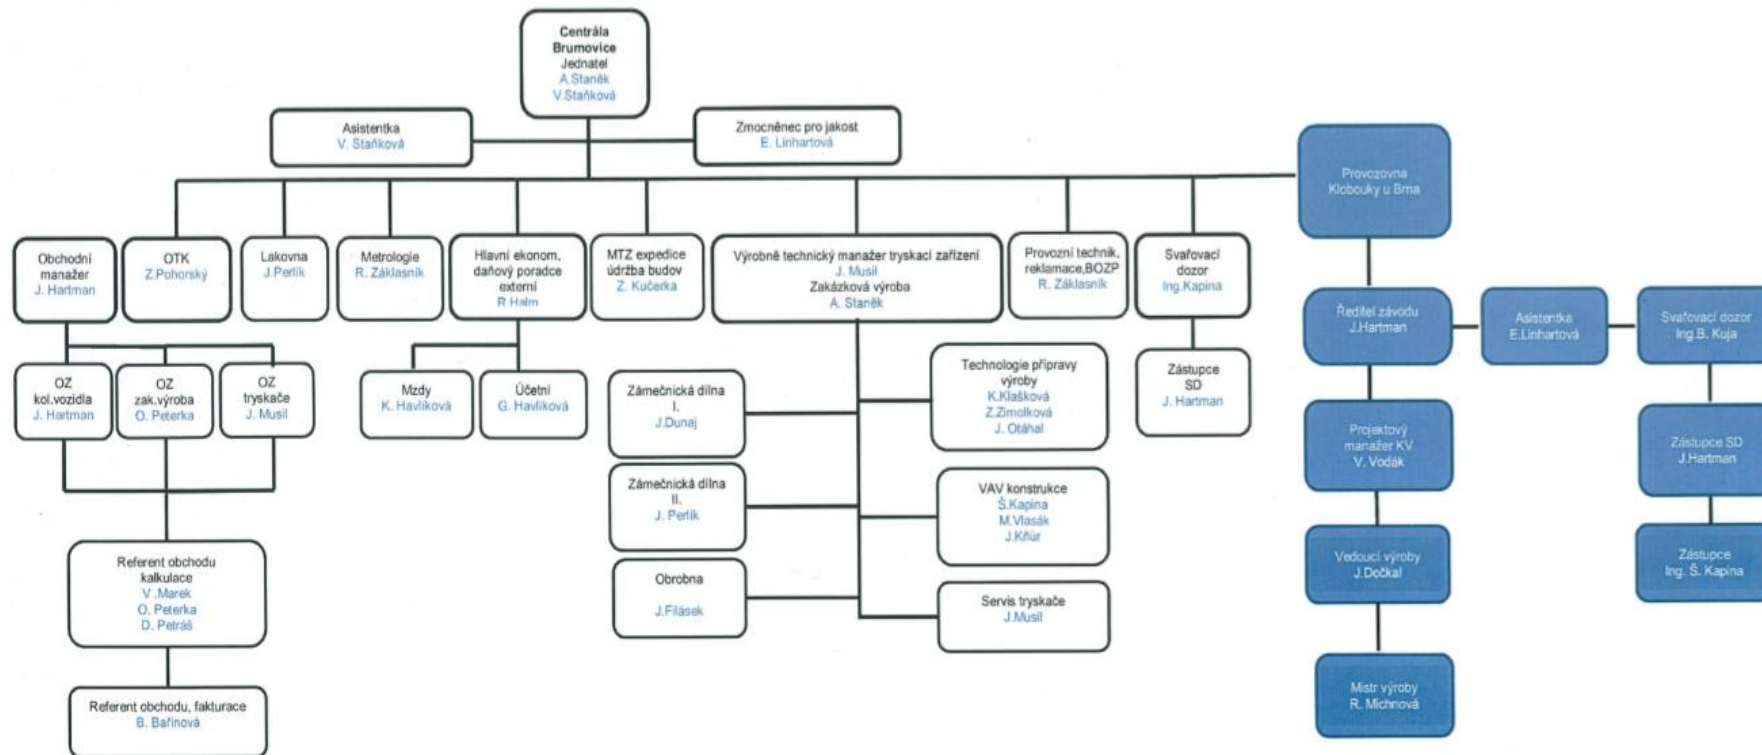 Centrála
Brumovice
Jednatel
A.Staněk
V.Staňková
Asistentka
V. Staňková
Zmocněnec pro jakost
E. Linhartová
Provozovna
Klobouky u Brna
Obchodní
manažer
J. Hartman
OTK
Z.Pohorský
Lakovna
J.Perlík
Metrologie
R. Záklasník
Hlavní ekonom,
daňový poradce
externí
R Halm
MTZ expedice
údržba budov
Z. Kučerka
Výrobně technický manažer tryskací zařízení
J. Musil
Zakázková výroba
A. Staněk
Provozní technik,
reklamace,BOZP
R. Záklasník
Svařovací
dozor
Ing.Kapina
Ředitel závodu
J.Hartman
Asistentka
E.Linhartová
Svařovací dozor
Ing.B. Kuja
OZ
kol.vozidla
J. Hartman
OZ
zak.výroba
O. Peterka
OZ
tryskače
J. Musil
Mzdy
K. Havlíková
Účetní
G. Havlíková
Zámečnická dílna
I.
J.Dunaj
Technologie přípravy
výroby
K.Klašková
Z.Zimolková
J. Otáhal
Zástupce
SD
J. Hartman
Projektový
manažer KV
V. Vodák
Zástupce SD
J.Hartman
Zámečnická dílna
II.
J. Perlík
VAV konstrukce
Š.Kapina
M.Vlasák
J.Kňůr
Referent obchodu
kalkulace
V .Marek
O. Peterka
D. Petráš
Obrobna
J.Filásek
Servis tryskače
J.Musil
Vedoucí výroby
J.Dočkal
Zástupce
Ing. Š. Kapina
Referent obchodu, fakturace
B. Bařinová
Mistr výroby
R. Michnová